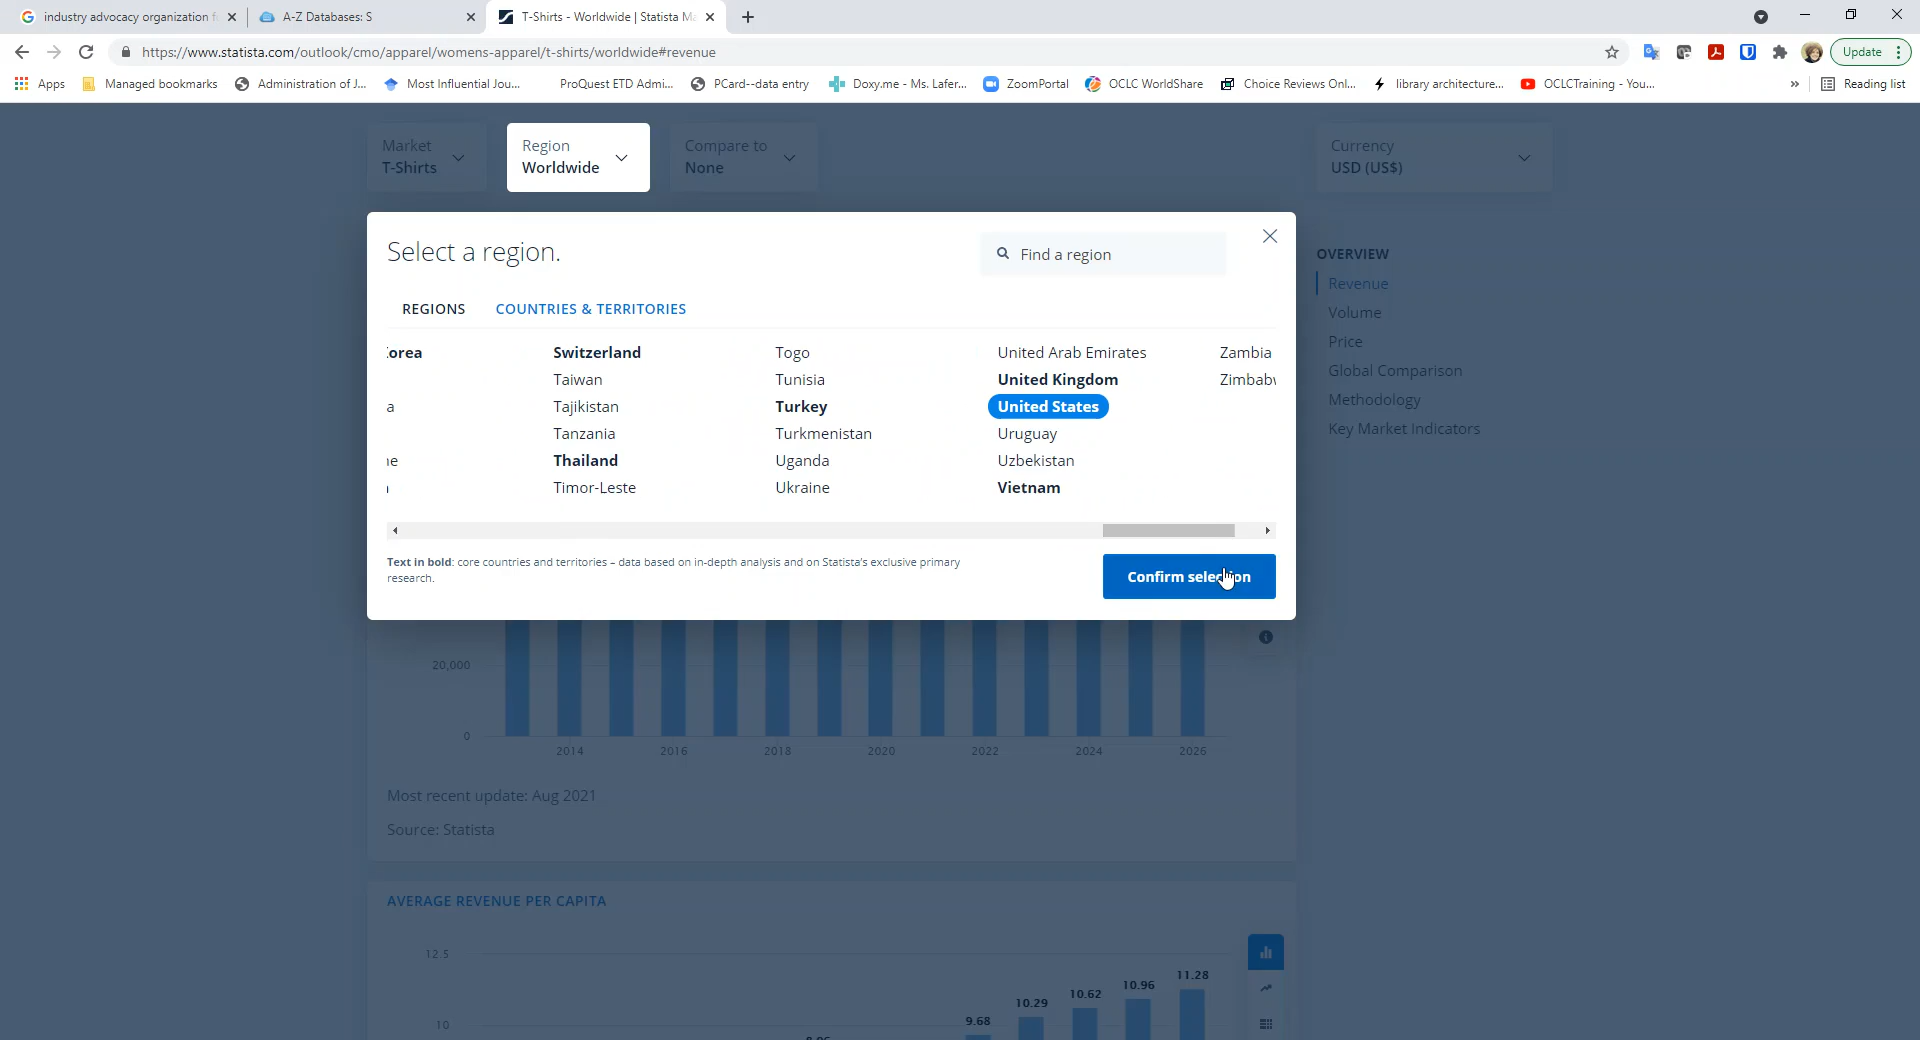 industry advocacy organization f
A-Z Databases: S
T-Shirts - Worldwide | Statista Ma
https://www.statista.com/outlook/cmo/apparel/womens-apparel/t-shirts/worldwide#revenue
Update
Apps
Managed bookmarks
Administration of J...
Most Influential Jou...
ProQuest ETD Admi...
PCard--data entry
Doxy.me - Ms. Lafer...
ZoomPortal
OCLC WorldShare
Choice Reviews Onl...
library architecture...
OCLCTraining - You...
»
Reading list
Market
T-Shirts
Region
Worldwide
Compare to
None
Currency
USD (US$)
Select a region.
Find a region
REGIONS
COUNTRIES & TERRITORIES
orea
Switzerland
Togo
United Arab Emirates
Zambia
Taiwan
Tunisia
United Kingdom
Zimbabw
a
Tajikistan
Turkey
United States
Tanzania
Turkmenistan
Uruguay
ne
Thailand
Uganda
Uzbekistan
Timor-Leste
Ukraine
Vietnam
Text in bold: core countries and territories – data based on in-depth analysis and on Statista's exclusive primary
research.
Confirm selection
OVERVIEW
Revenue
Volume
Price
Global Comparison
Methodology
Key Market Indicators
20,000
0
2014
2016
2018
2020
2022
2024
2026
Most recent update: Aug 2021
Source: Statista
AVERAGE REVENUE PER CAPITA
12.5
11.28
10.96
10.62
10.29
9.68
10